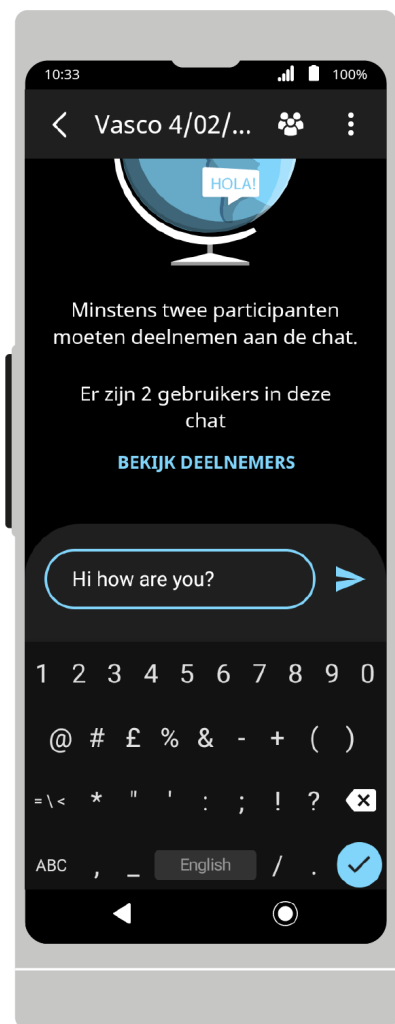 10:33 100%
Vasco 4/02/...
HOLA!
Minstens twee participanten
moeten deelnemen aan de chat.
Er zijn 2 gebruikers in deze
chat
BEKIJK DEELNEMERS
Hi how are you?
1 2 3 4 5 6 7 8 9 0
@ # £ % & - + ( )
=\< * " ' : ; ! ?
ABC , _ English / .